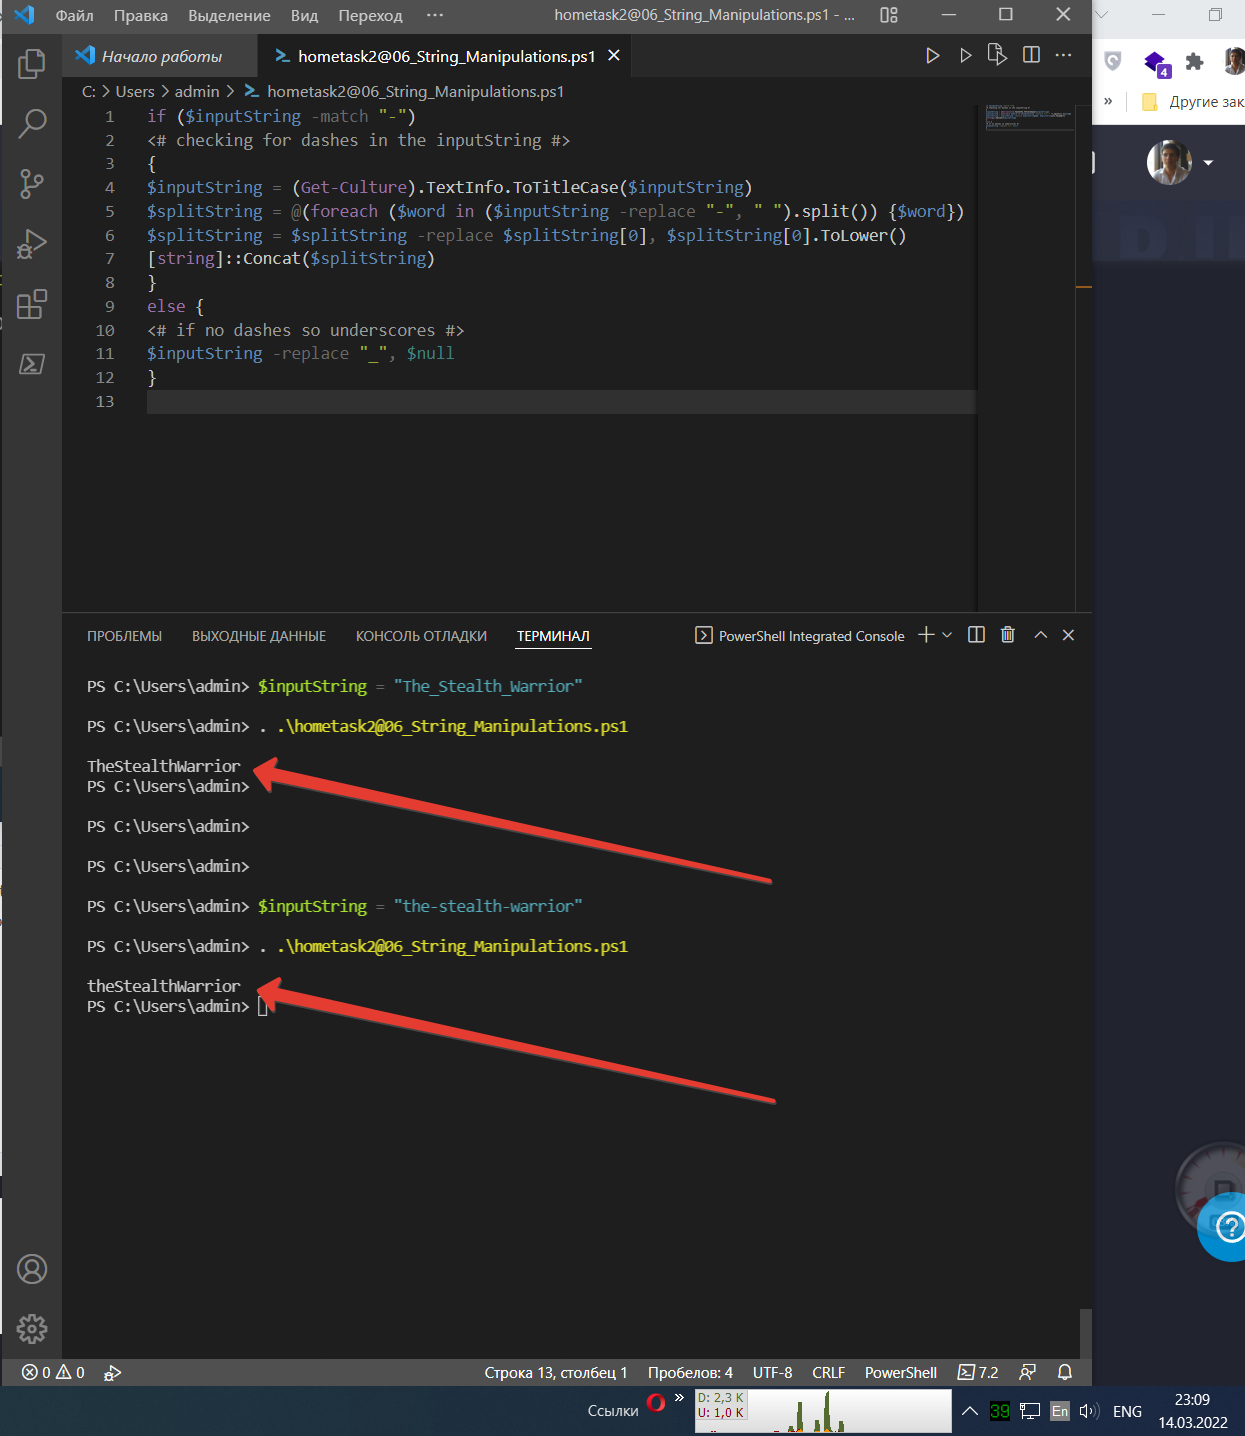 Файл Правка Выделение Вид Переход ··· hometask2@06_String_Manipulations.ps1 - ...
Начало работы hometask2@06_String_Manipulations.ps1
4
» Другие зак
C: > Users > admin > hometask2@06_String_Manipulations.ps1
1 if ($inputString -match "-")
2 <# checking for dashes in the inputString #>
3 {
4 $inputString = (Get-Culture).TextInfo.ToTitleCase($inputString)
5 $splitString = @(foreach ($word in ($inputString -replace "-", " ").split()) {$word})
6 $splitString = $splitString -replace $splitString[0], $splitString[0].ToLower()
7 [string]::Concat($splitString)
8 }
9 else {
10 <# if no dashes so underscores #>
11 $inputString -replace "_", $null
12 }
13
ПРОБЛЕМЫ ВЫХОДНЫЕ ДАННЫЕ КОНСОЛЬ ОТЛАДКИ ТЕРМИНАЛ PowerShell Integrated Console
PS C:\Users\admin> $inputString = "The_Stealth_Warrior"
PS C:\Users\admin> . .\hometask2@06_String_Manipulations.ps1
TheStealthWarrior
PS C:\Users\admin>
PS C:\Users\admin>
PS C:\Users\admin>
PS C:\Users\admin> $inputString = "the-stealth-warrior"
PS C:\Users\admin> . .\hometask2@06_String_Manipulations.ps1
theStealthWarrior
PS C:\Users\admin>
0 0 Строка 13, столбец 1 Пробелов: 4 UTF-8 CRLF PowerShell 7.2
Ссылки » D: 2,3 K
U: 1,0 K
39 En ENG 23:09
14.03.2022